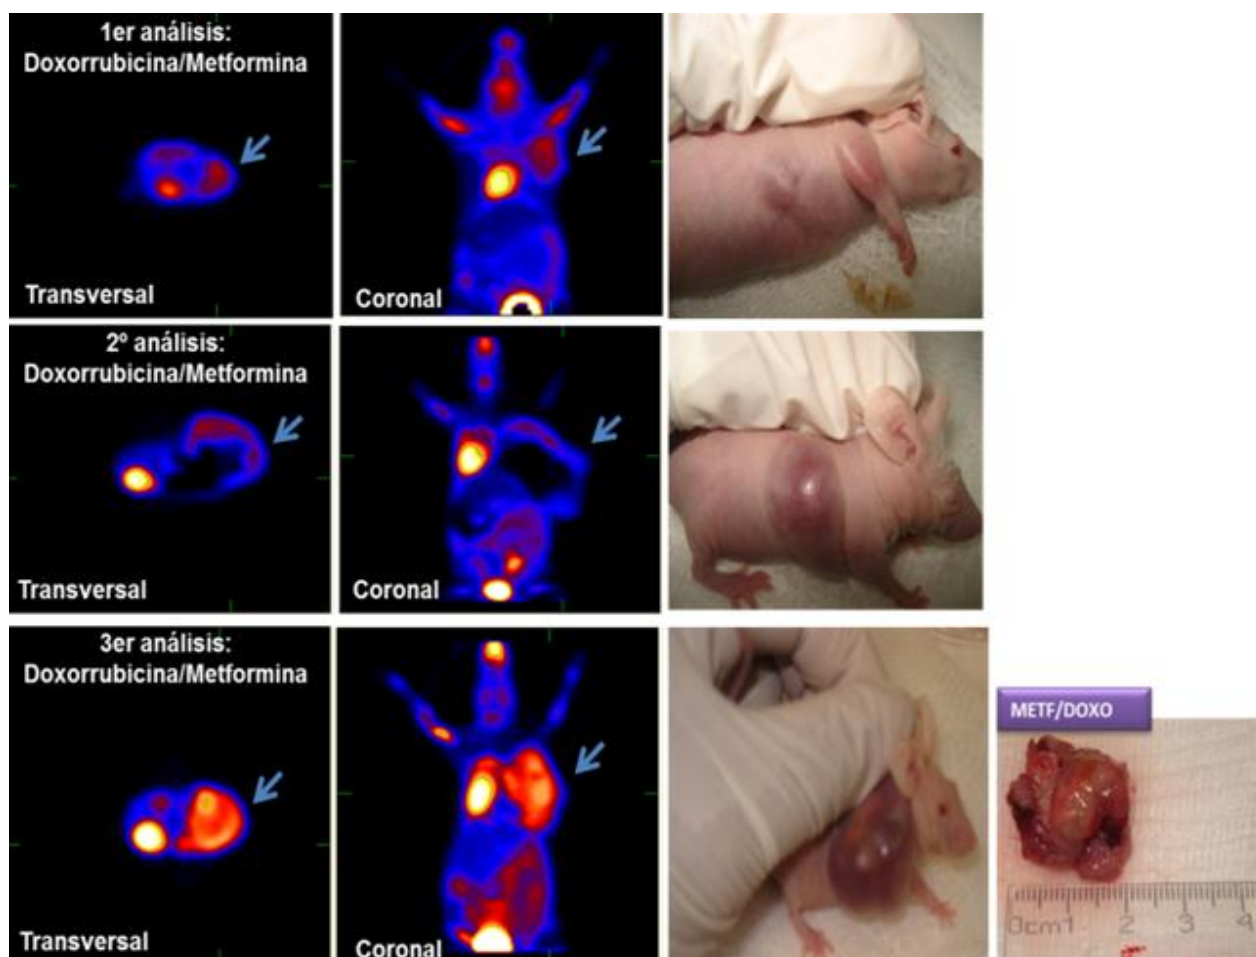 1er análisis:
Doxorrubicina/Metformina
Transversal
Coronal
2º análisis:
Doxorrubicina/Metformina
Transversal
Coronal
3er análisis:
Doxorrubicina/Metformina
Transversal
Coronal
METF/DOXO
0cm1 2 3 4